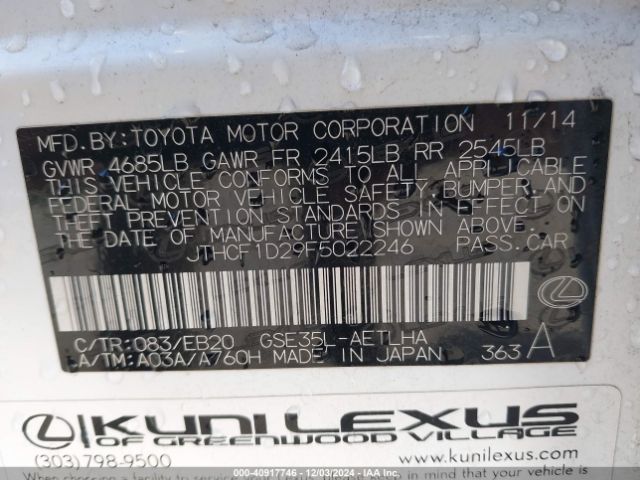 MFD. BY: TOYOTA MOTOR CORPORATION 11/14
GVWR 4685LB GAWR FR 2415LB RR 2545LB
THIS VEHICLE CONFORMS TO ALL APPLICABLE
FEDERAL MOTOR VEHICLE SAFETY, BUMPER, AND
THEFT PREVENTION STANDARDS IN EFFECT ON
THE DATE OF MANUFACTURE SHOWN ABOVE.
JTHCF1D29F5022246 PASS. CAR
C/TR: 083/EB20 GSE35L-AETLHA
A/TM: A03A/A760H MADE IN JAPAN 363 A
KUNI LEXUS
OF GREENWOOD VILLAGE
(303) 798-9500 www.kunilexus.com
000-40917746 - 12/03/2024 - IAA Inc.